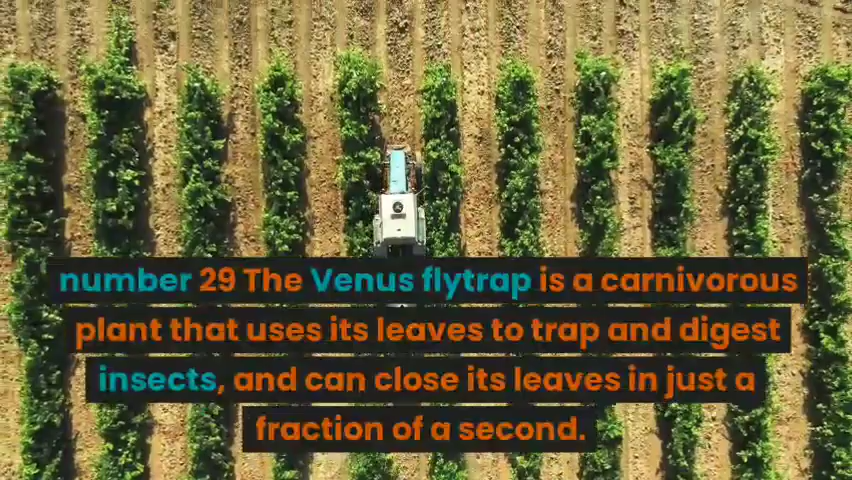 number 29 The Venus flytrap is a carnivorous
plant that uses its leaves to trap and digest
insects, and can close its leaves in just a
fraction of a second.